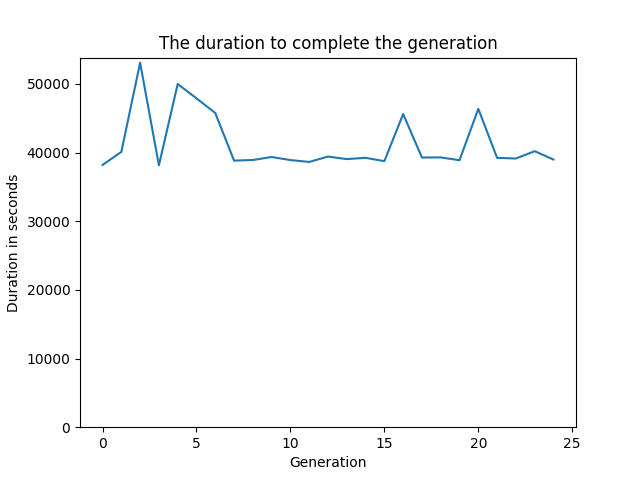 The duration to complete the generation
Duration in seconds
50000
40000
30000
20000
10000
0
0 5 10 15 20 25
Generation